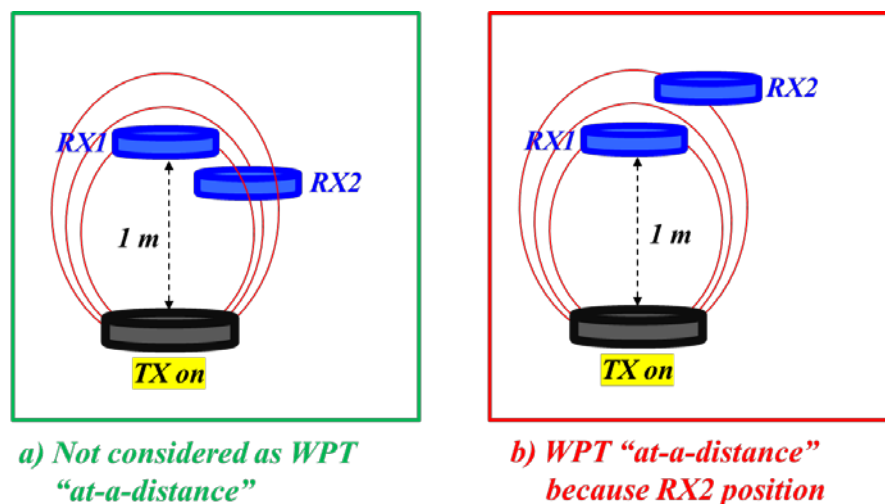 RX1
RX2
1 m
TX on
a) Not considered as WPT
“at-a-distance”
RX2
RX1
1 m
TX on
b) WPT “at-a-distance”
because RX2 position